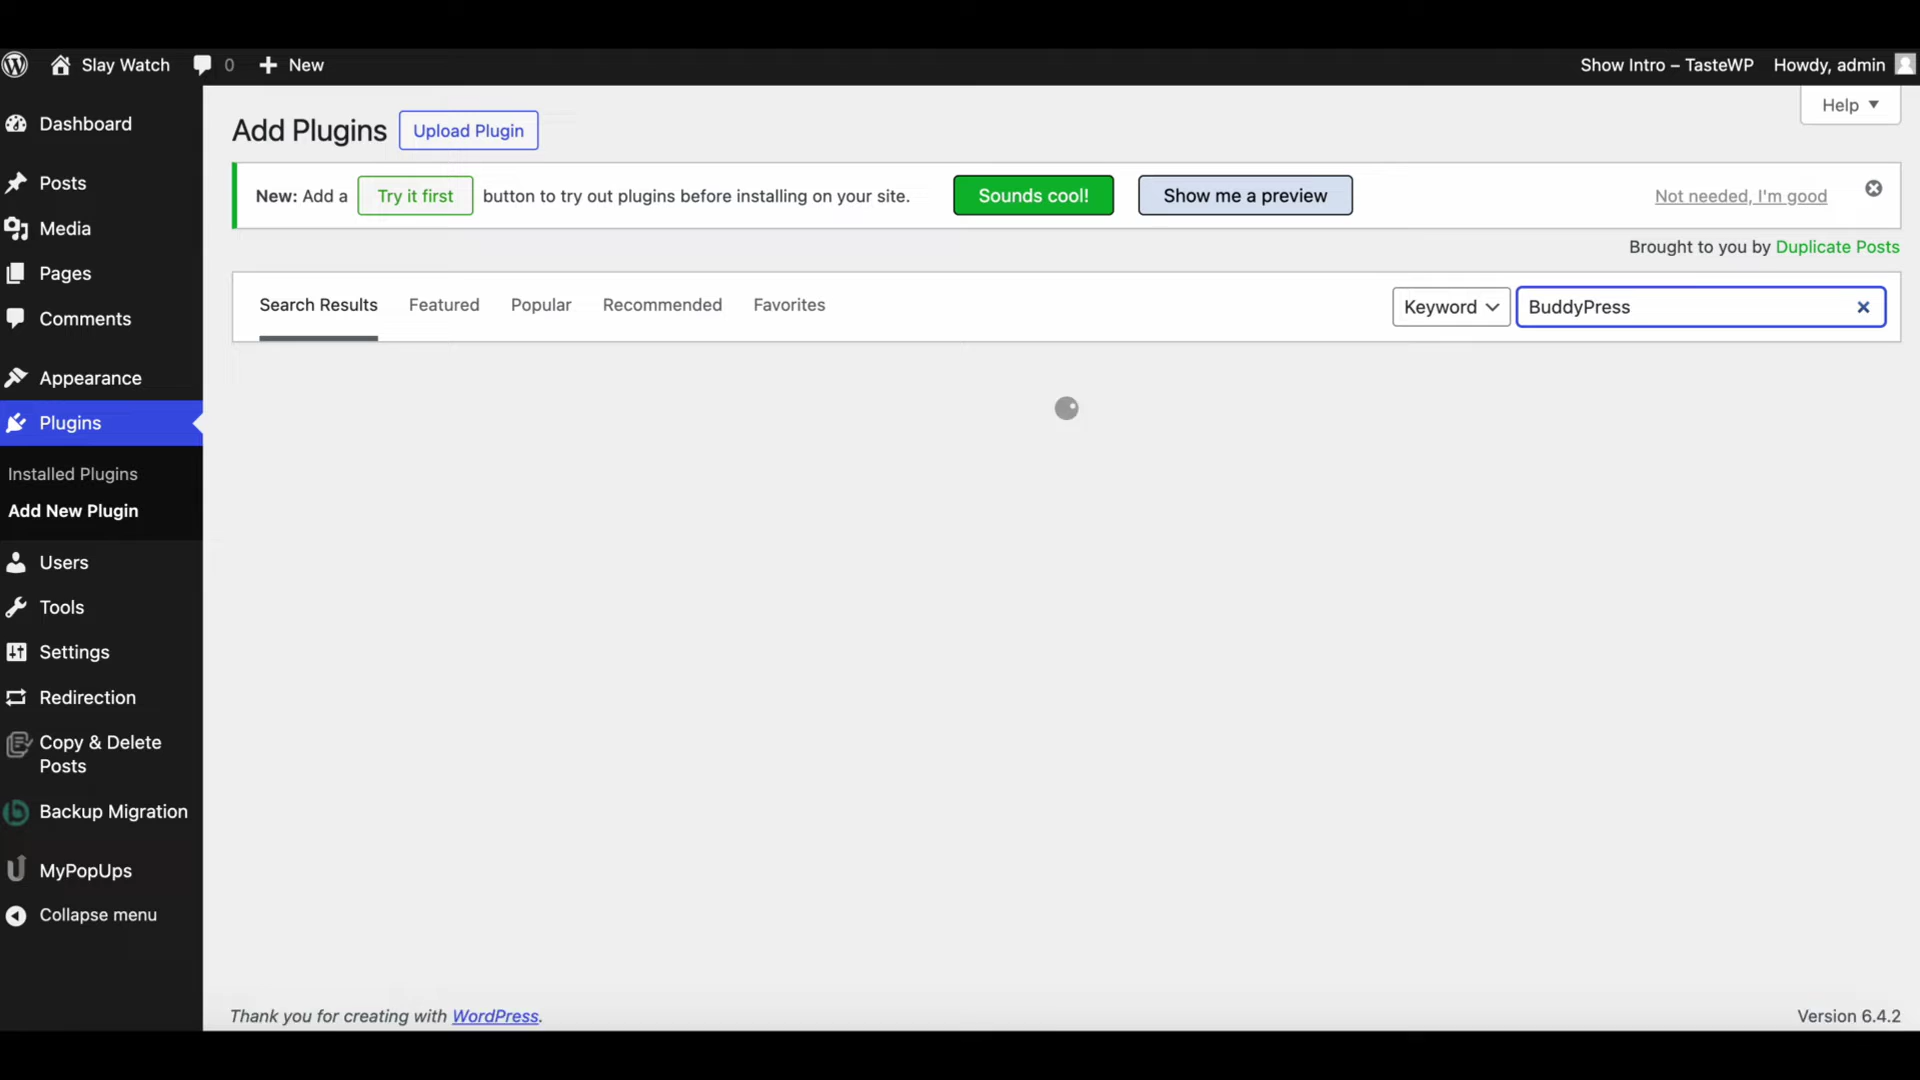 Slay Watch 0 New Show Intro – TasteWP Howdy, admin
Help
Add Plugins Upload Plugin
New: Add a Try it first button to try out plugins before installing on your site. Sounds cool! Show me a preview Not needed, I'm good
Brought to you by Duplicate Posts
Search Results Featured Popular Recommended Favorites Keyword BuddyPress
Dashboard
Posts
Media
Pages
Comments
Appearance
Plugins
Installed Plugins
Add New Plugin
Users
Tools
Settings
Redirection
Copy & Delete
Posts
Backup Migration
MyPopUps
Collapse menu
Thank you for creating with WordPress. Version 6.4.2